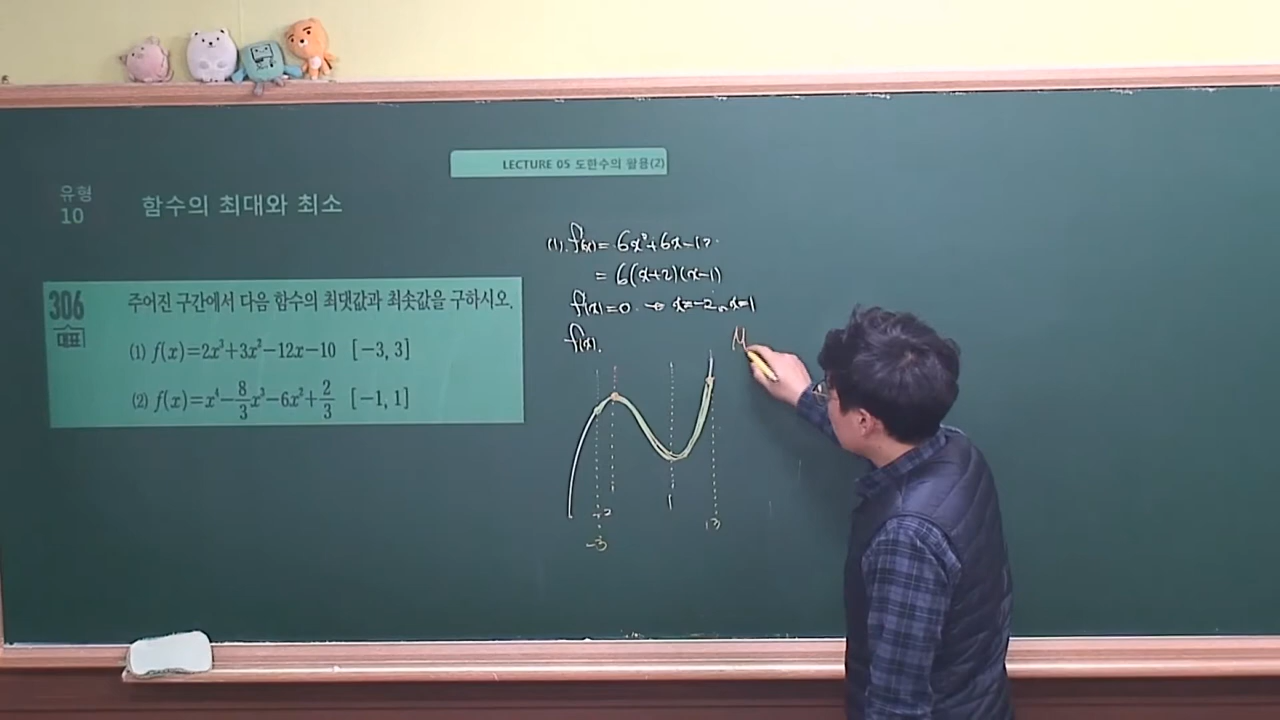 LECTURE 05 도함수의 활용(2)
유형
10
함수의 최대와 최소
306
대표
주어진 구간에서 다음 함수의 최댓값과 최솟값을 구하시오.
(1) f(x)=2x³+3x²−12x−10 [−3, 3]
(2) f(x)=x⁴−8/3x³−6x²+2/3 [−1, 1]
(1). f'(x)= 6x²+6x−12.
= 6(x+2)(x−1)
f'(x)=0. → x=−2 or x=1
f(x).
M
−2
1
3
−3